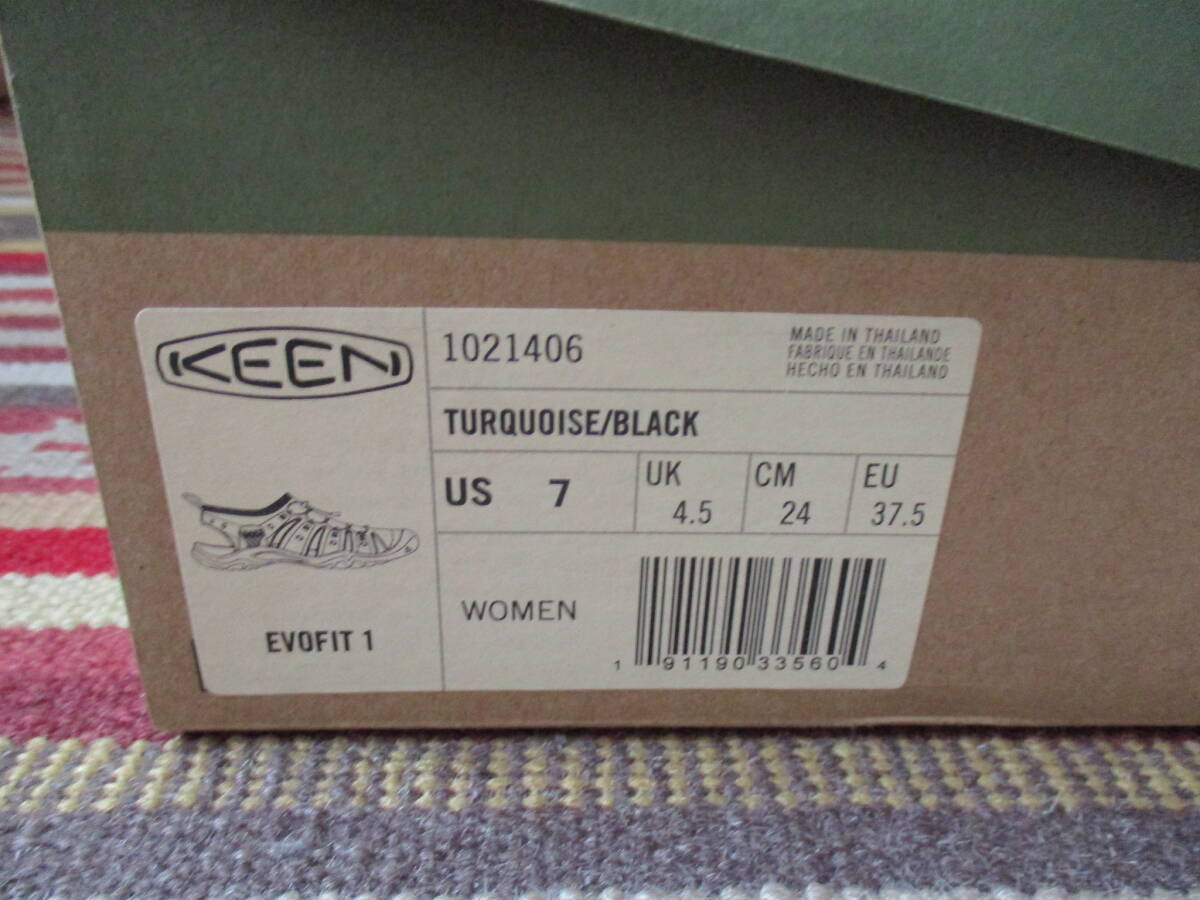 KEEN
1021406
MADE IN THAILAND
FABRIQUÉ EN THAILANDE
HECHO EN THAILAND
TURQUOISE/BLACK
US 7
UK 4.5
CM 24
EU 37.5
WOMEN
EVOFIT 1
1 91190 33560 4